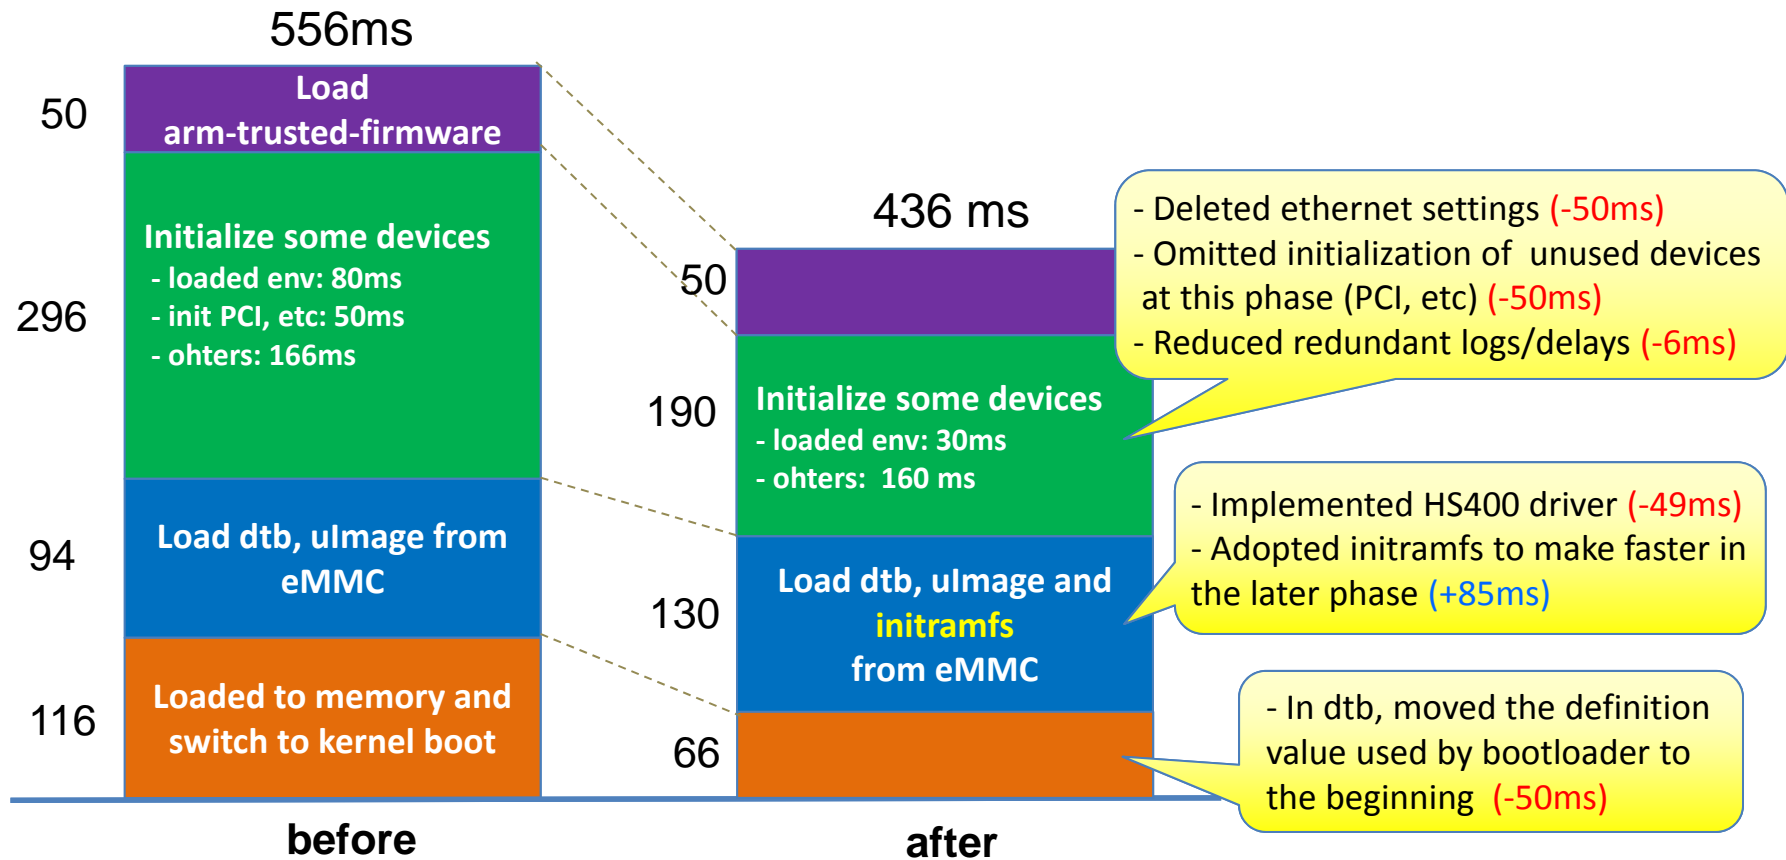 556ms
50
Load
arm-trusted-firmware
296
Initialize some devices
- loaded env: 80ms
- init PCI, etc: 50ms
- ohters: 166ms
94
Load dtb, uImage from
eMMC
116
Loaded to memory and
switch to kernel boot
before
436 ms
50
190
Initialize some devices
- loaded env: 30ms
- ohters:  160 ms
130
Load dtb, uImage and
initramfs
from eMMC
66
after
- Deleted ethernet settings (-50ms)
- Omitted initialization of  unused devices
at this phase (PCI, etc) (-50ms)
- Reduced redundant logs/delays (-6ms)
- Implemented HS400 driver (-49ms)
- Adopted initramfs to make faster in
the later phase (+85ms)
- In dtb, moved the definition
value used by bootloader to
the beginning  (-50ms)